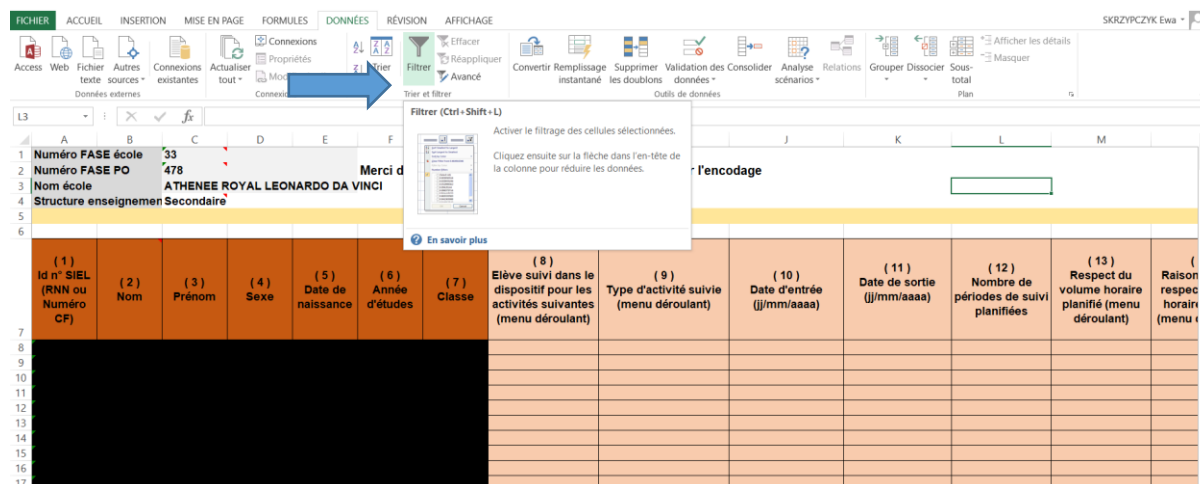 FICHIER ACCUEIL INSERTION MISE EN PAGE FORMULES DONNÉES RÉVISION AFFICHAGE SKRZYPCZYK Ewa
Access Web Fichier texte Autres sources Connexions existantes Actualiser tout Connexions Propriétés Trier Filtrer Effacer Réappliquer Avancé Convertir Remplissage instantané Supprimer les doublons Validation des données Consolider Analyse scénarios Relations Grouper Dissocier Sous-total Afficher les détails Masquer
Données externes Trier et filtrer Outils de données Plan
L3 fx
Filtrer (Ctrl+Shift+L)
Activer le filtrage des cellules sélectionnées.
Cliquez ensuite sur la flèche dans l'en-tête de
la colonne pour réduire les données.
En savoir plus
A B C D E F J K L M
1 Numéro FASE école 33
2 Numéro FASE PO 478 Merci d r l'encodage
3 Nom école ATHENEE ROYAL LEONARDO DA VINCI
4 Structure enseignemen Secondaire
5
6
7
( 1 ) Id n° SIEL (RNN ou Numéro CF)
( 2 ) Nom
( 3 ) Prénom
( 4 ) Sexe
( 5 ) Date de naissance
( 6 ) Année d'études
( 7 ) Classe
( 8 ) Elève suivi dans le dispositif pour les activités suivantes (menu déroulant)
( 9 ) Type d'activité suivie (menu déroulant)
( 10 ) Date d'entrée (jj/mm/aaaa)
( 11 ) Date de sortie (jj/mm/aaaa)
( 12 ) Nombre de périodes de suivi planifiées
( 13 ) Respect du volume horaire planifié (menu déroulant)
8
9
10
11
12
13
14
15
16
17